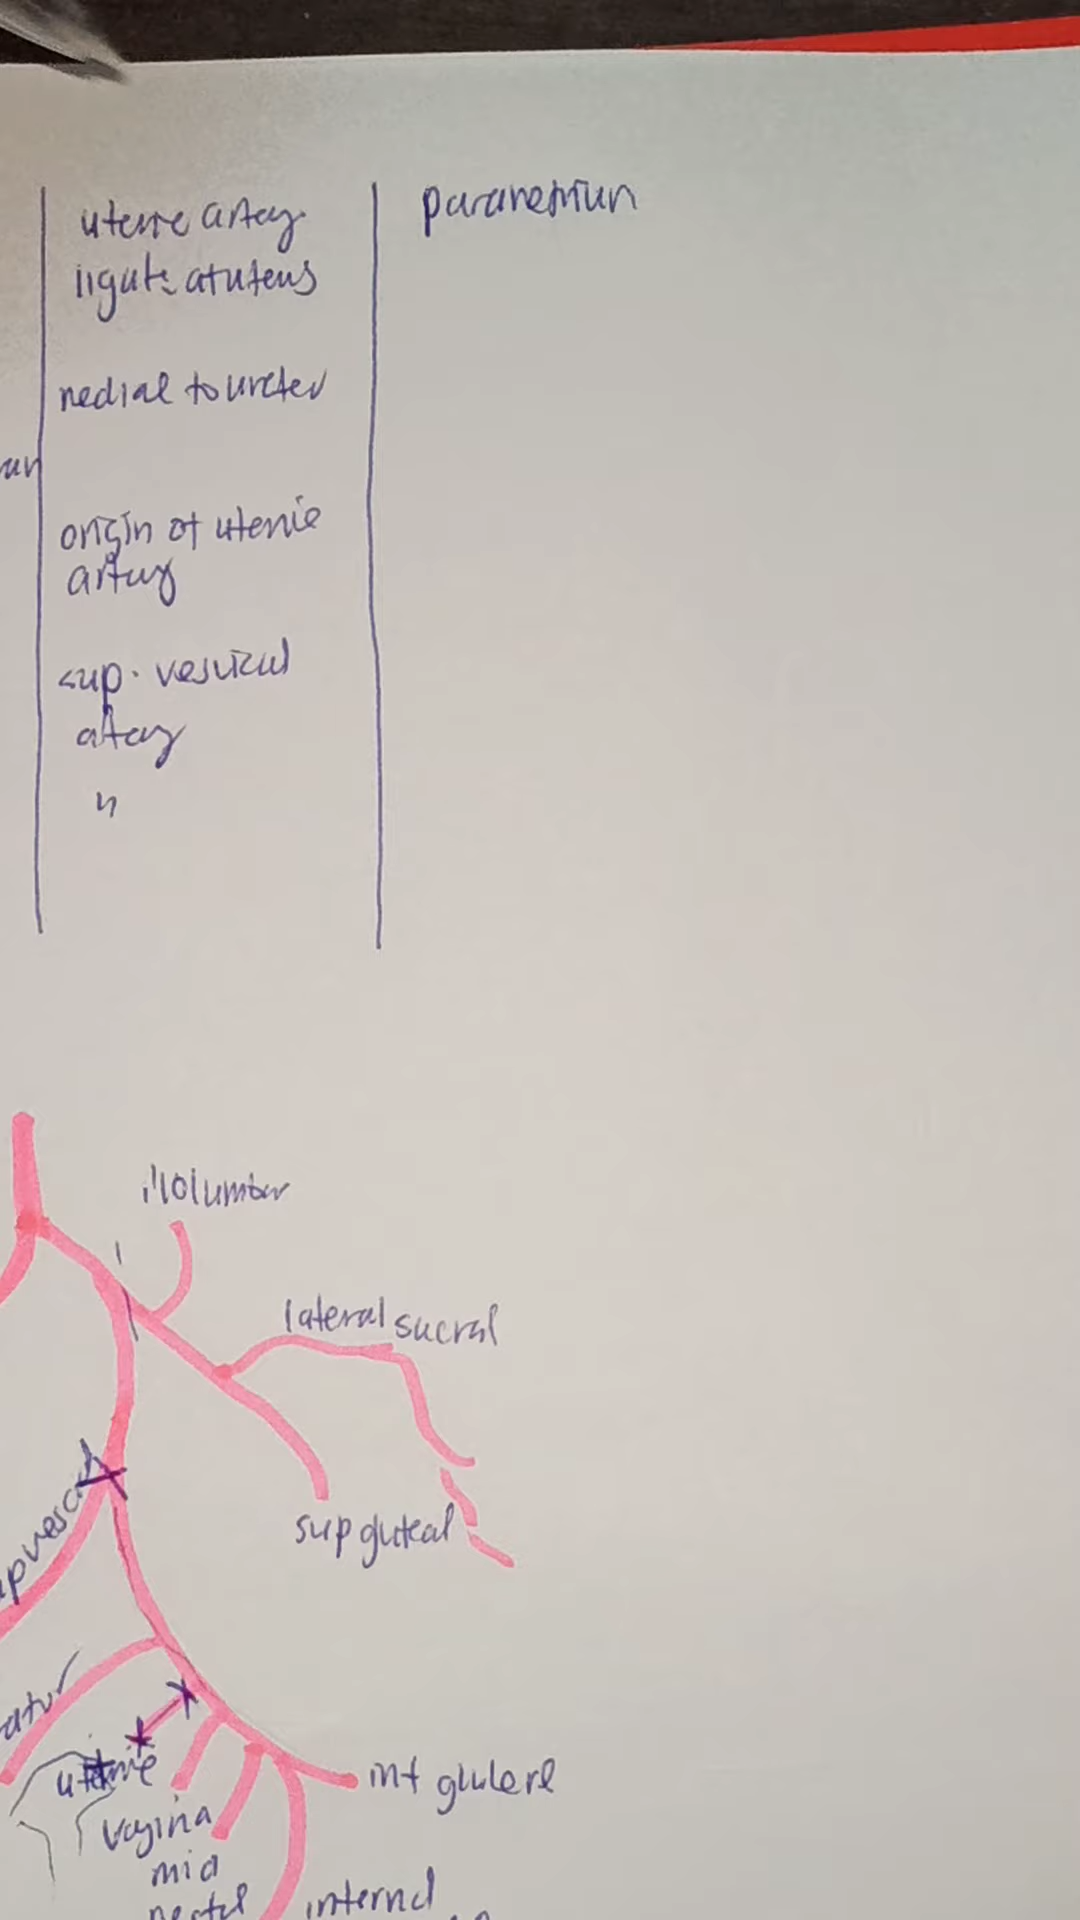 uterine artery
ligate at uterus
parametrium
medial to ureter
origin of uterine
artery
sup. vesical
artery
iliolumbar
lateral sacral
sup gluteal
uterine
int gluteal
vagina
mid
internal